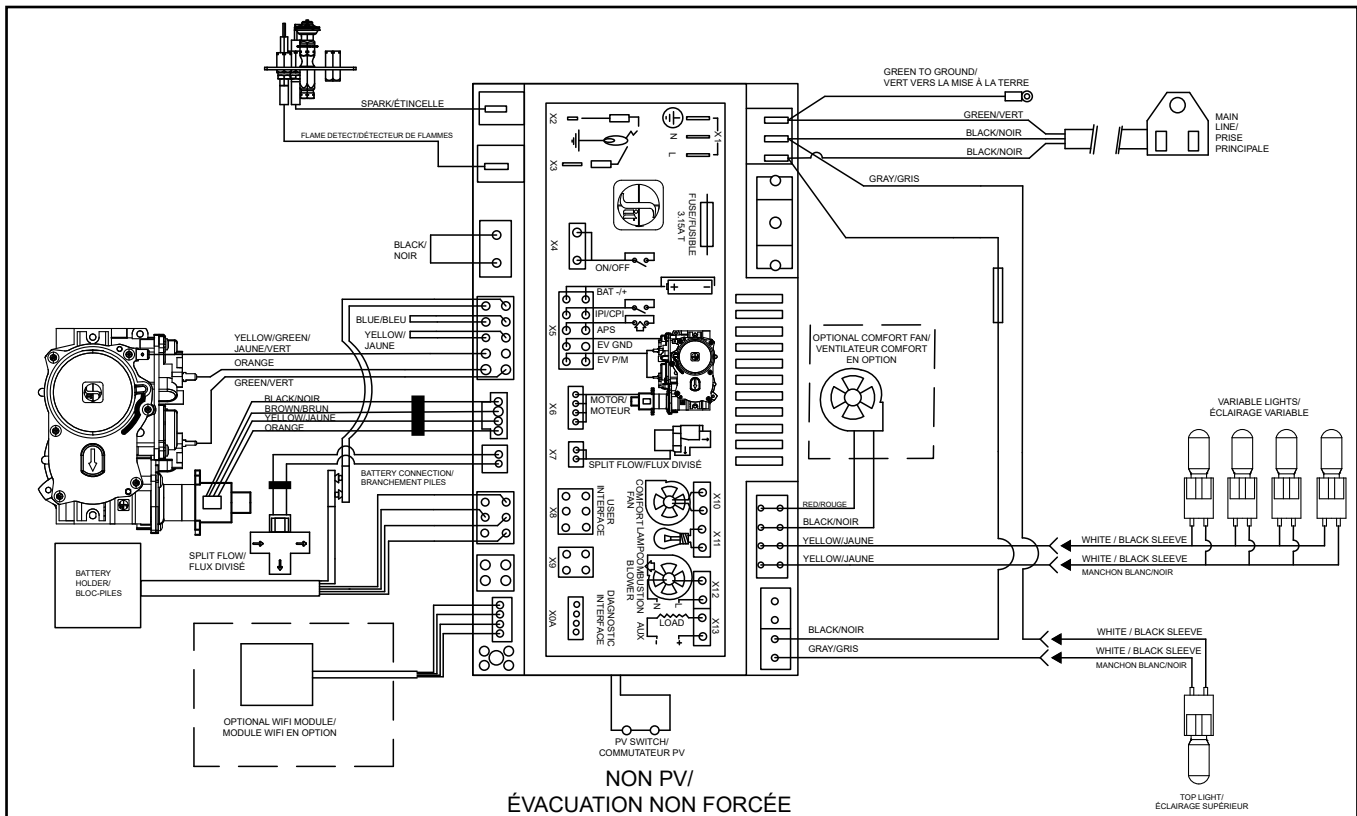 SPARK/ÉTINCELLE
FLAME DETECT/DÉTECTEUR DE FLAMMES
BLACK/
NOIR
BLUE/BLEU
YELLOW/
JAUNE
YELLOW/GREEN/
JAUNE/VERT
ORANGE
GREEN/VERT
BLACK/NOIR
BROWN/BRUN
YELLOW/JAUNE
ORANGE
BATTERY CONNECTION/
BRANCHEMENT PILES
SPLIT FLOW/
FLUX DIVISÉ
BATTERY
HOLDER/
BLOC-PILES
OPTIONAL WIFI MODULE/
MODULE WIFI EN OPTION
X2
X3
X4
X5
X6
X7
X8
X9
X0A
N
L
X1
FUSE/FUSIBLE
3.15A T
ON/OFF
BAT -/+
+ -
IPI/CPI
APS
EV GND
EV P/M
MOTOR/
MOTEUR
SPLIT FLOW/FLUX DIVISÉ
USER
INTERFACE
DIAGNOSTIC
INTERFACE
COMFORT
FAN
LAMP
COMBUSTION
BLOWER
AUX
N
L
LOAD
- +
X10
X11
X12
X13
PV SWITCH/
COMMUTATEUR PV
NON PV/
ÉVACUATION NON FORCÉE
GREEN TO GROUND/
VERT VERS LA MISE À LA TERRE
GREEN/VERT
BLACK/NOIR
BLACK/NOIR
MAIN
LINE/
PRISE
PRINCIPALE
GRAY/GRIS
OPTIONAL COMFORT FAN/
VENTILATEUR COMFORT
EN OPTION
VARIABLE LIGHTS/
ÉCLAIRAGE VARIABLE
RED/ROUGE
BLACK/NOIR
YELLOW/JAUNE
YELLOW/JAUNE
WHITE / BLACK SLEEVE
WHITE / BLACK SLEEVE
MANCHON BLANC/NOIR
BLACK/NOIR
GRAY/GRIS
WHITE / BLACK SLEEVE
WHITE / BLACK SLEEVE
MANCHON BLANC/NOIR
TOP LIGHT/
ÉCLAIRAGE SUPÉRIEUR